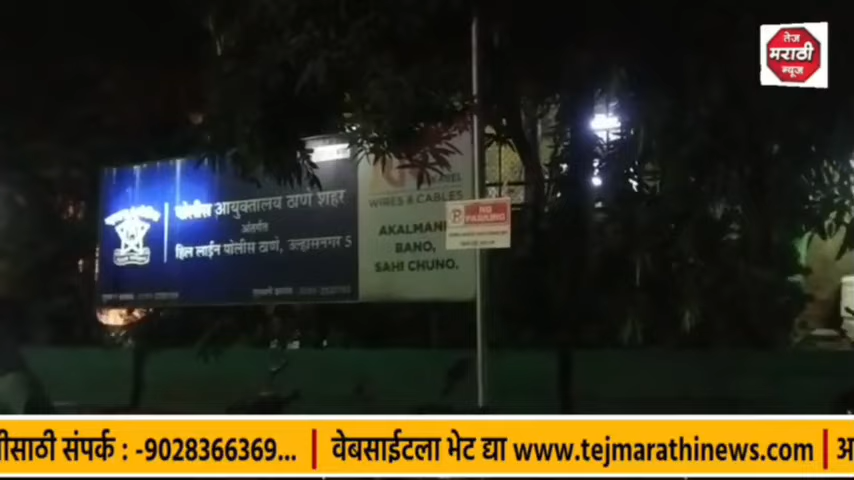 तेज
मराठी
न्यूज
पोलीस आयुक्तालय ठाणे शहर
अंतर्गत
हिल लाईन पोलीस ठाणे, उल्हासनगर 5
WIRES & CABLES
AKALMAND
BANO,
SAHI CHUNO.
NO
PARKING
ीसाठी संपर्क : -9028366369... | वेबसाईटला भेट द्या www.tejmarathinews.com | अ